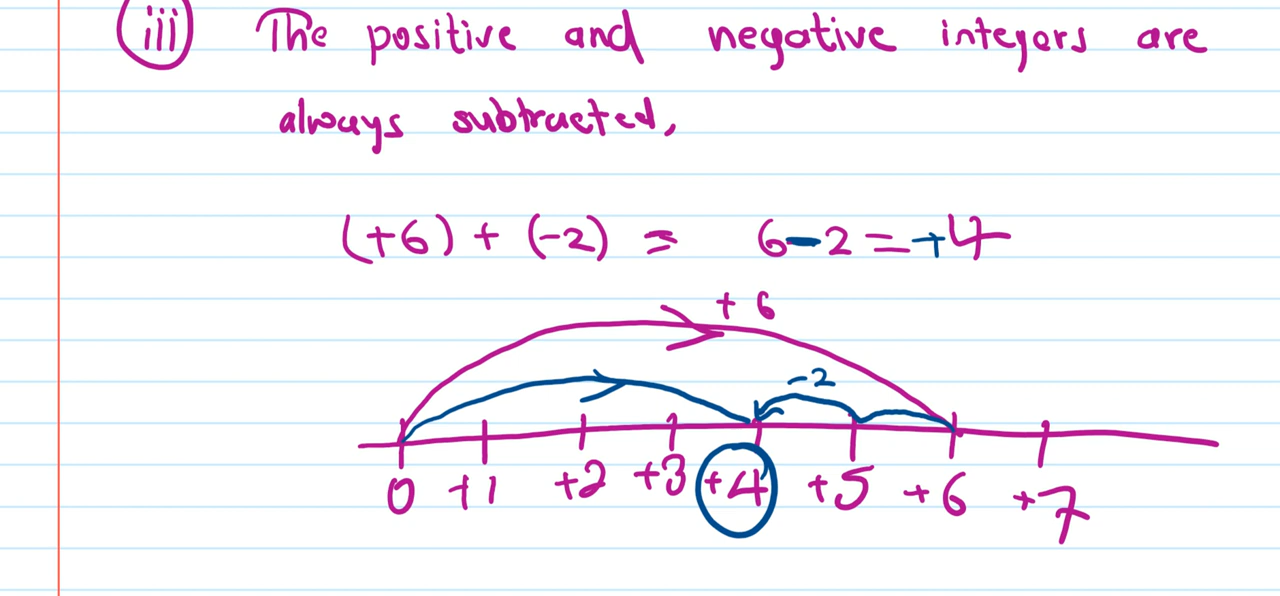 (iii) The positive and negative integers are
always subtracted,
(+6) + (-2) = 6-2 = +4
+6
-2
0 +1 +2 +3 +4 +5 +6 +7